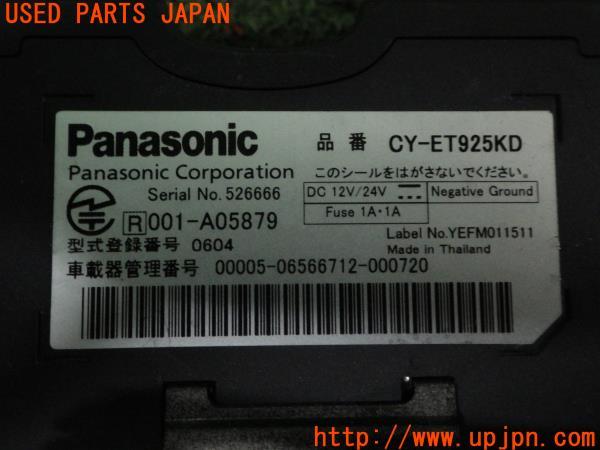 USED PARTS JAPAN
Panasonic
品番 CY-ET925KD
Panasonic Corporation
このシールをはがさないでください。
Serial No. 526666
DC 12V/24V
Negative Ground
R 001-A05879
Fuse 1A・1A
型式登録番号 0604
Label No.YEFM011511
Made in Thailand
車載器管理番号 00005-06566712-000720
USED PARTS JAPAN
http://www.upjpn.com